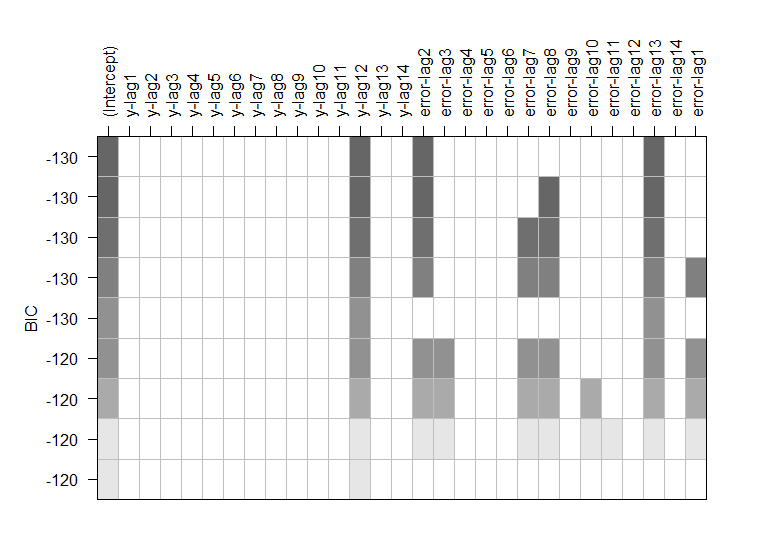 (Intercept)
y-lag1
y-lag2
y-lag3
y-lag4
y-lag5
y-lag6
y-lag7
y-lag8
y-lag9
y-lag10
y-lag11
y-lag12
y-lag13
y-lag14
error-lag2
error-lag3
error-lag4
error-lag5
error-lag6
error-lag7
error-lag8
error-lag9
error-lag10
error-lag11
error-lag12
error-lag13
error-lag14
error-lag1
BIC
-130
-130
-130
-130
-130
-120
-120
-120
-120